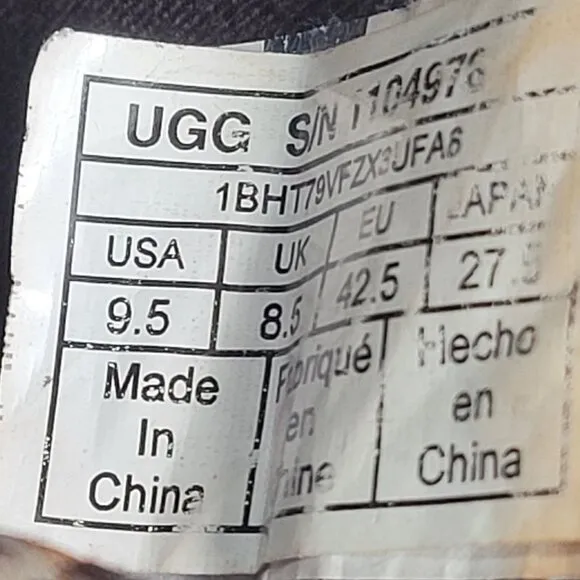 UGG S/N 1104976
1BHT79VFZX3UFA6
USA UK EU JAPAN
9.5 8.5 42.5 27.5
Made In China
Fabriqué en Chine
Hecho en China